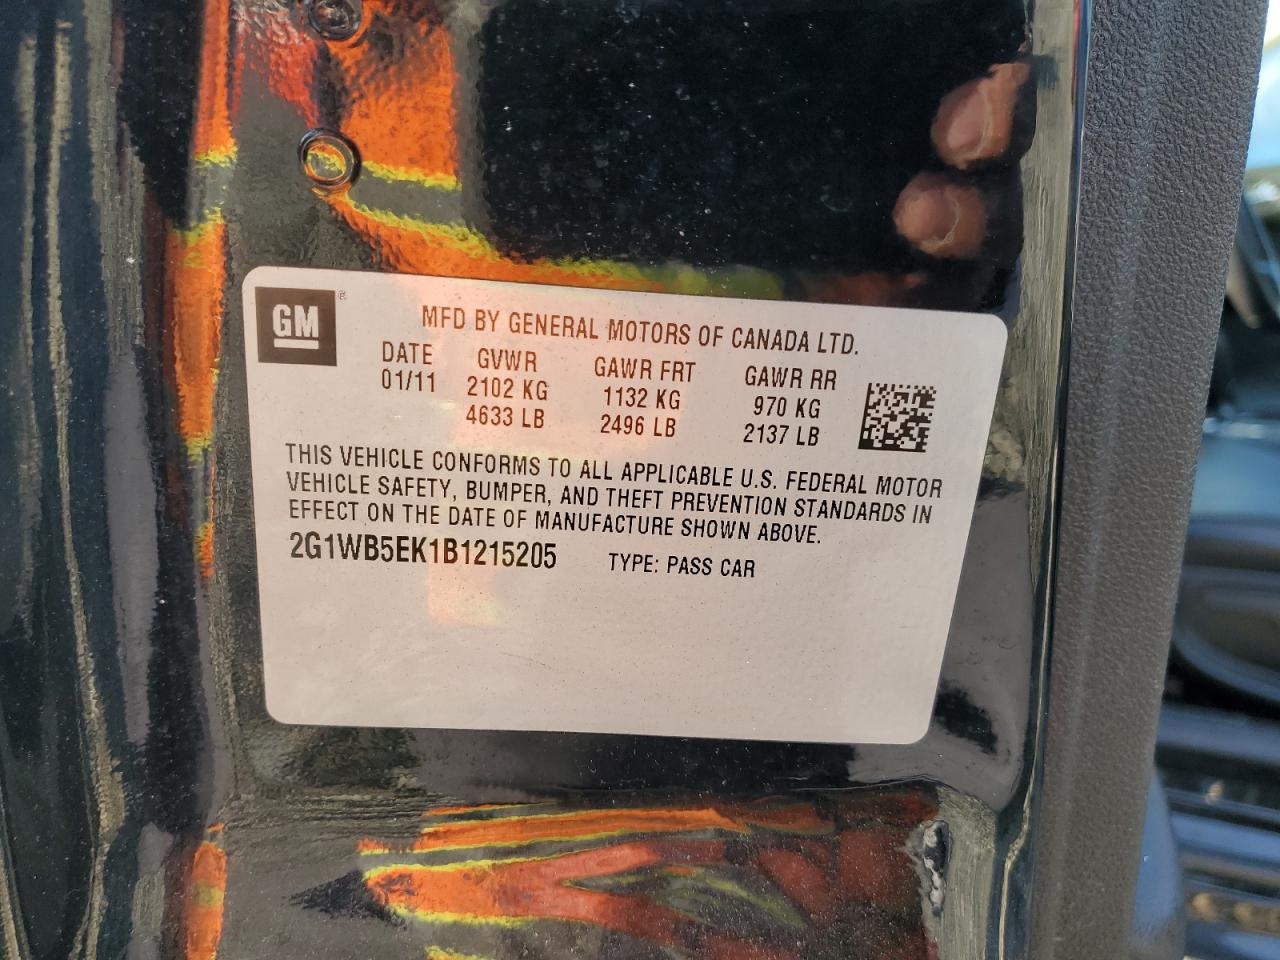 GM ®
MFD BY GENERAL MOTORS OF CANADA LTD.
DATE GVWR GAWR FRT GAWR RR
01/11 2102 KG 1132 KG 970 KG
4633 LB 2496 LB 2137 LB
THIS VEHICLE CONFORMS TO ALL APPLICABLE U.S. FEDERAL MOTOR
VEHICLE SAFETY, BUMPER, AND THEFT PREVENTION STANDARDS IN
EFFECT ON THE DATE OF MANUFACTURE SHOWN ABOVE.
2G1WB5EK1B1215205 TYPE: PASS CAR